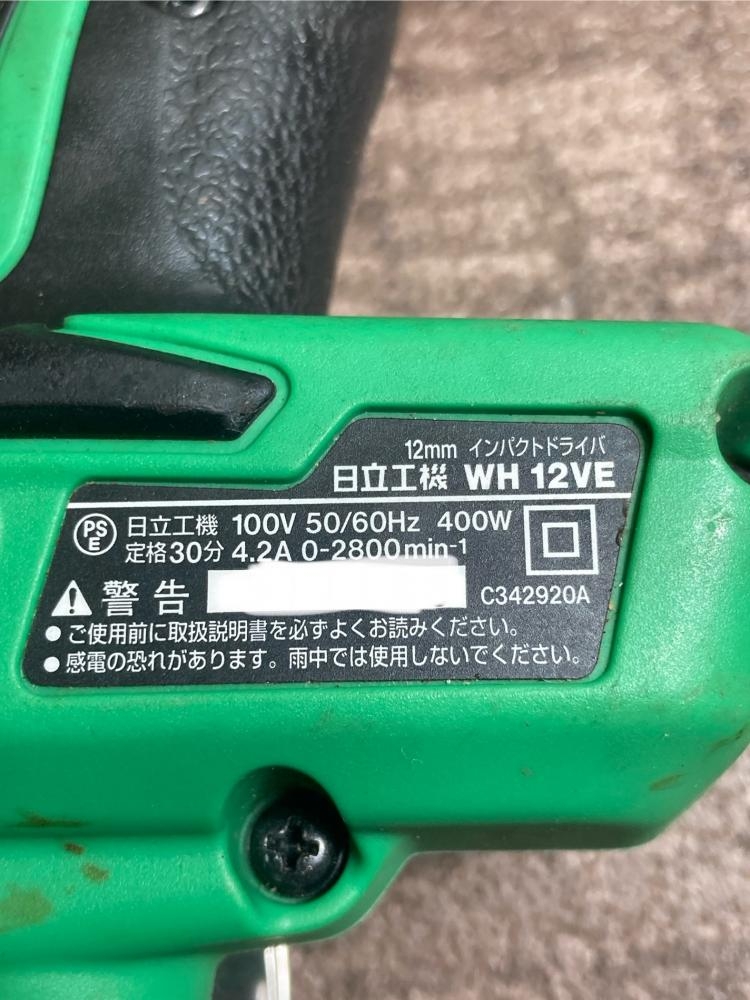 12mm インパクトドライバ
日立工機 WH 12VE
PS E 日立工機 100V 50/60Hz 400W
定格30分 4.2A 0-2800min-1
警告 C342920A
● ご使用前に取扱説明書を必ずよくお読みください。
● 感電の恐れがあります。雨中では使用しないでください。